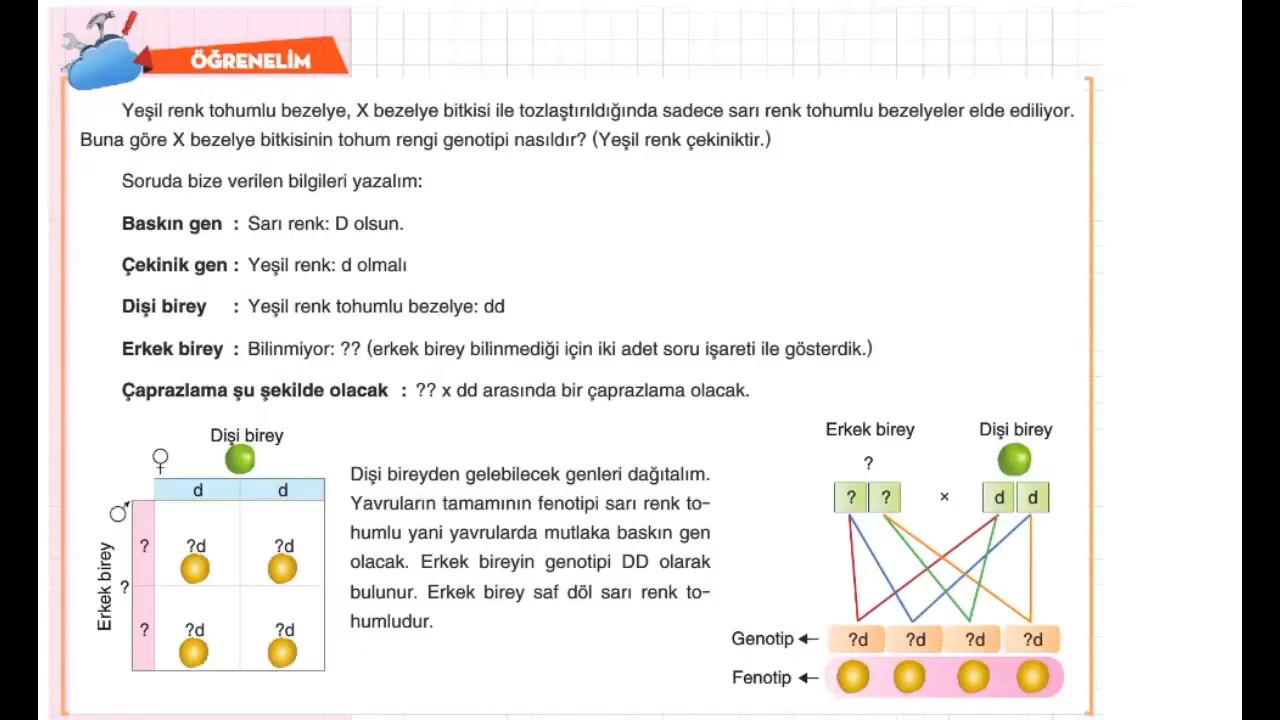 ÖĞRENELİM
Yeşil renk tohumlu bezelye, X bezelye bitkisi ile tozlaştırıldığında sadece sarı renk tohumlu bezelyeler elde ediliyor.
Buna göre X bezelye bitkisinin tohum rengi genotipi nasıldır? (Yeşil renk çekiniktir.)
Soruda bize verilen bilgileri yazalım:
Baskın gen : Sarı renk: D olsun.
Çekinik gen : Yeşil renk: d olmalı
Dişi birey : Yeşil renk tohumlu bezelye: dd
Erkek birey : Bilinmiyor: ?? (erkek birey bilinmediği için iki adet soru işareti ile gösterdik.)
Çaprazlama şu şekilde olacak : ?? x dd arasında bir çaprazlama olacak.
Dişi birey
♀
d d
♂
Erkek birey
?
? ?d ?d
? ?d ?d
Dişi bireyden gelebilecek genleri dağıtalım.
Yavruların tamamının fenotipi sarı renk to-
humlu yani yavrularda mutlaka baskın gen
olacak. Erkek bireyin genotipi DD olarak
bulunur. Erkek birey saf döl sarı renk to-
humludur.
Erkek birey Dişi birey
?
? ? × d d
Genotip ← ?d ?d ?d ?d
Fenotip ←